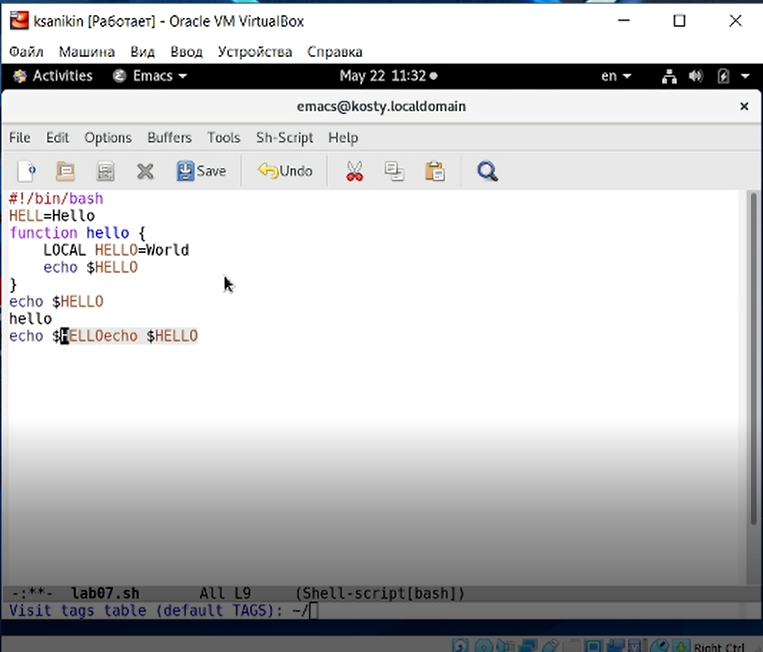 ksanikin [Работает] - Oracle VM VirtualBox
Файл Машина Вид Ввод Устройства Справка
Activities Emacs May 22 11:32 en
emacs@kosty.localdomain
File Edit Options Buffers Tools Sh-Script Help
Save Undo
#!/bin/bash
HELL=Hello
function hello {
LOCAL HELLO=World
echo $HELLO
}
echo $HELLO
hello
echo $HELLOecho $HELLO
-:**- lab07.sh All L9 (Shell-script[bash])
Visit tags table (default TAGS): ~/
Right Ctrl